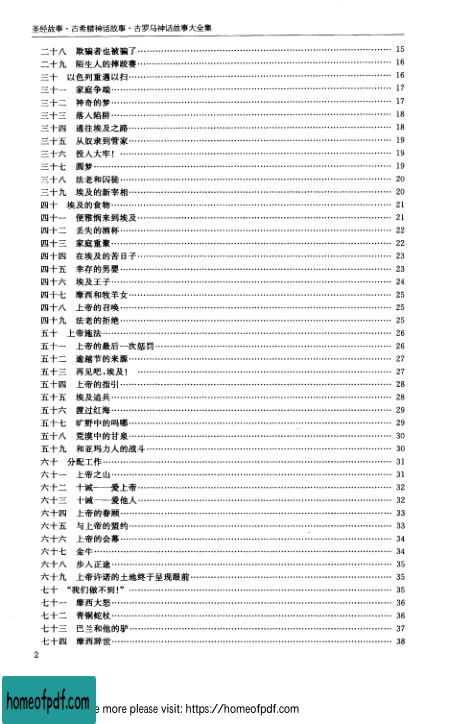 圣经故事·古希腊神话故事·古罗马神话故事大全集
二十八 欺骗者也被骗了 15
二十九 陌生人的摔跤赛 16
三十 以色列重遇以扫 16
三十一 家庭争端 17
三十二 神奇的梦 17
三十三 落入陷阱 18
三十四 通往埃及之路 18
三十五 从奴隶到管家 19
三十六 投入大牢! 19
三十七 圆梦 19
三十八 法老和囚徒 20
三十九 埃及的新宰相 20
四十 埃及的食物 21
四十一 便雅悯来到埃及 21
四十二 丢失的酒杯 22
四十三 家庭重聚 22
四十四 在埃及的苦日子 23
四十五 幸存的男婴 23
四十六 埃及王子 24
四十七 摩西和牧羊女 25
四十八 上帝的召唤 25
四十九 法老的拒绝 25
五十 上帝施法 26
五十一 上帝的最后一次惩罚 26
五十二 逾越节的来源 27
五十三 再见吧,埃及! 27
五十四 上帝的指引 28
五十五 埃及追兵 28
五十六 渡过红海 29
五十七 旷野中的吗哪 29
五十八 荒漠中的甘泉 30
五十九 和亚玛力人的战斗 30
六十 分配工作 31
六十一 上帝之山 31
六十二 十诫——爱上帝 32
六十三 十诫——爱他人 32
六十四 上帝的眷顾 33
六十五 与上帝的盟约 33
六十六 上帝的会幕 34
六十七 金牛 34
六十八 步入正途 35
六十九 上帝许诺的土地终于呈现眼前 35
七十 “我们做不到!” 35
七十一 摩西大怒 36
七十二 青铜蛇杖 36
七十三 巴兰和他的驴 37
七十四 摩西辞世 38
2
homeofpdf.com
e more please visit: https://homeofpdf.com